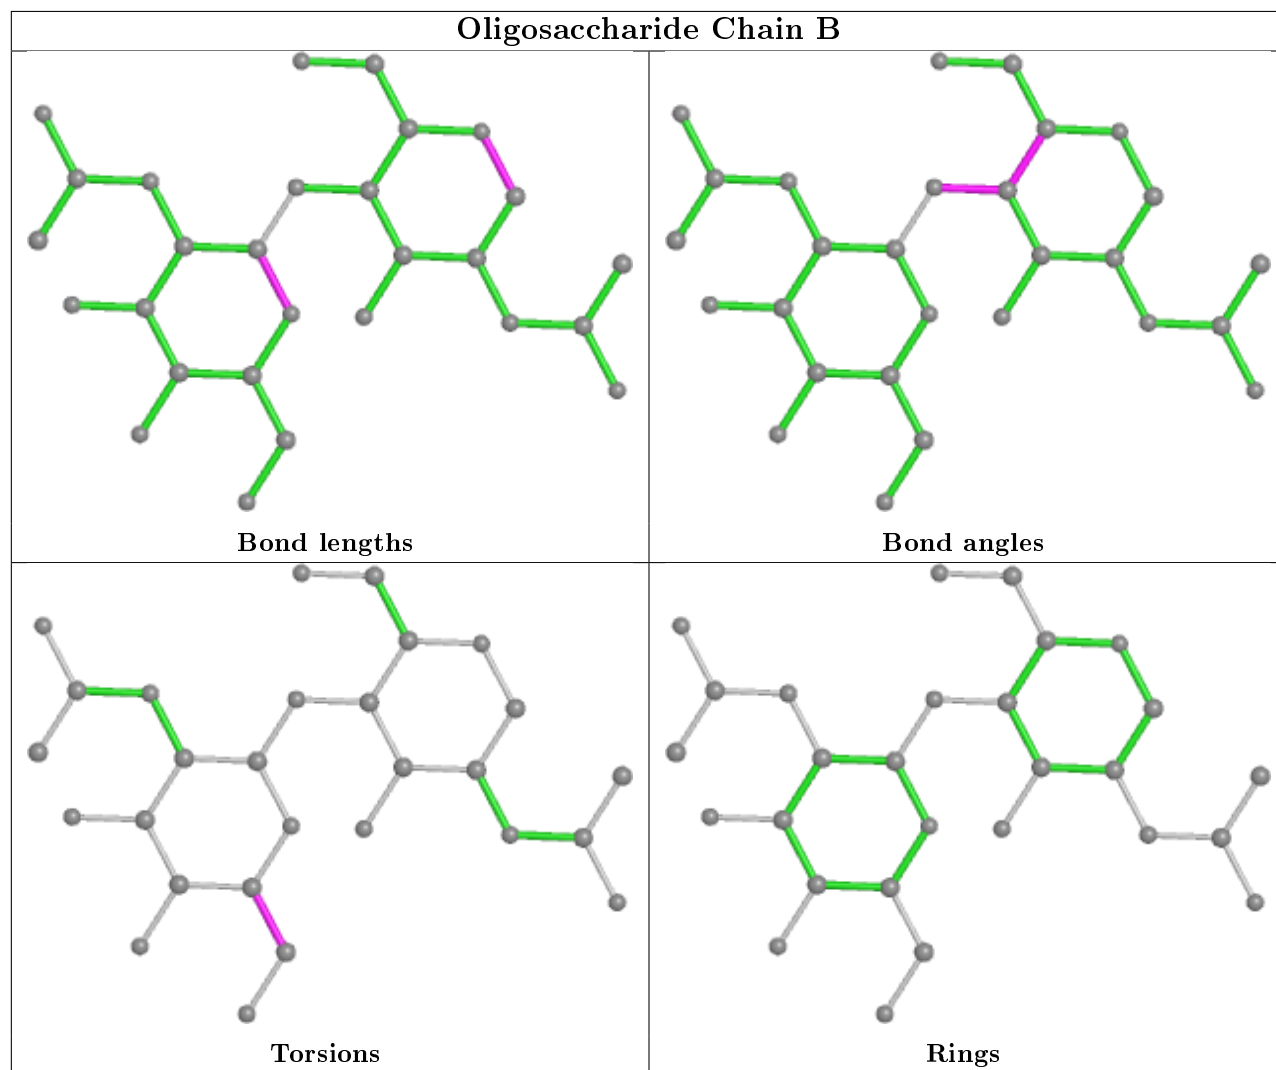 Oligosaccharide Chain B
Bond lengths
Bond angles
Torsions
Rings